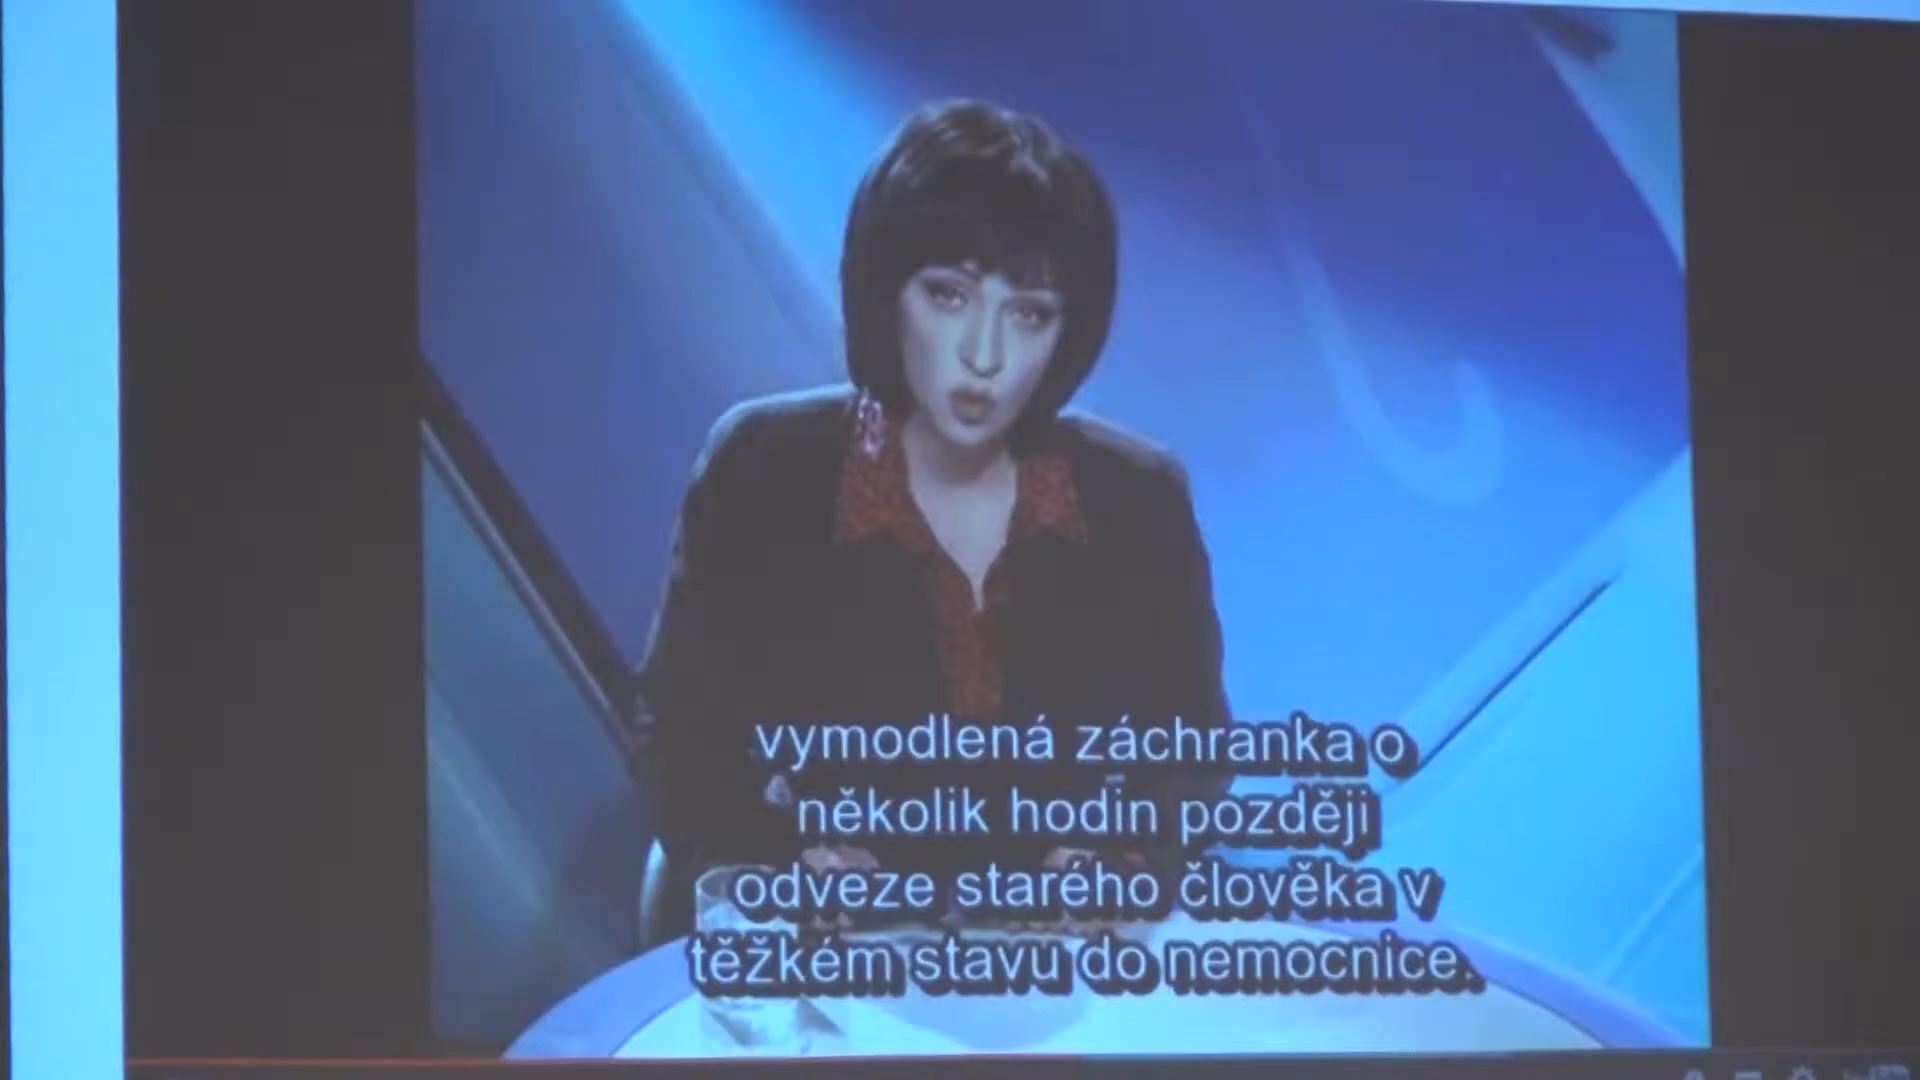 vymodlená záchranka o
několik hodin později
odveze starého člověka v
těžkém stavu do nemocnice.